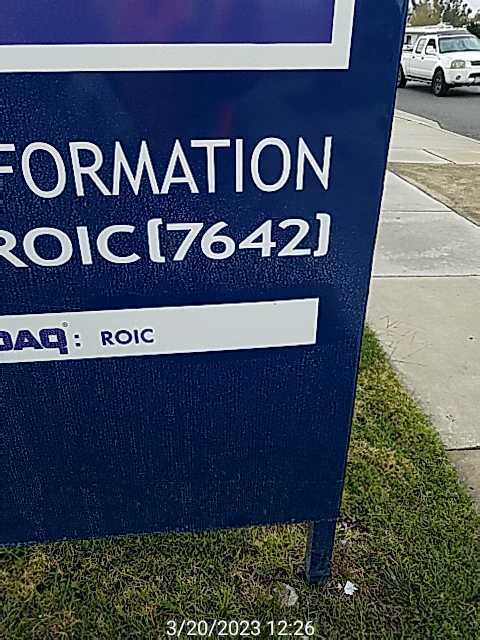 FORMATION
ROIC[7642]
DAQ®: ROIC
3/20/2023 12:26